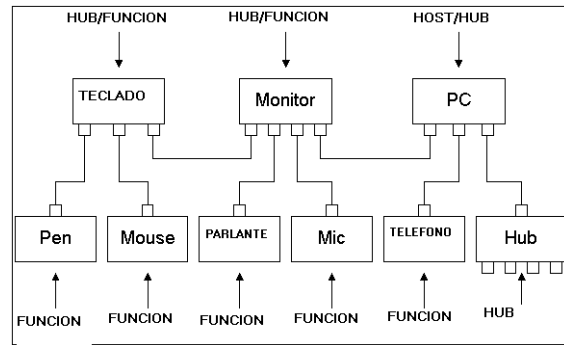 HUB/FUNCION HUB/FUNCION HOST/HUB
TECLADO Monitor PC
Pen Mouse PARLANTE Mic TELEFONO Hub
FUNCION FUNCION FUNCION FUNCION FUNCION HUB